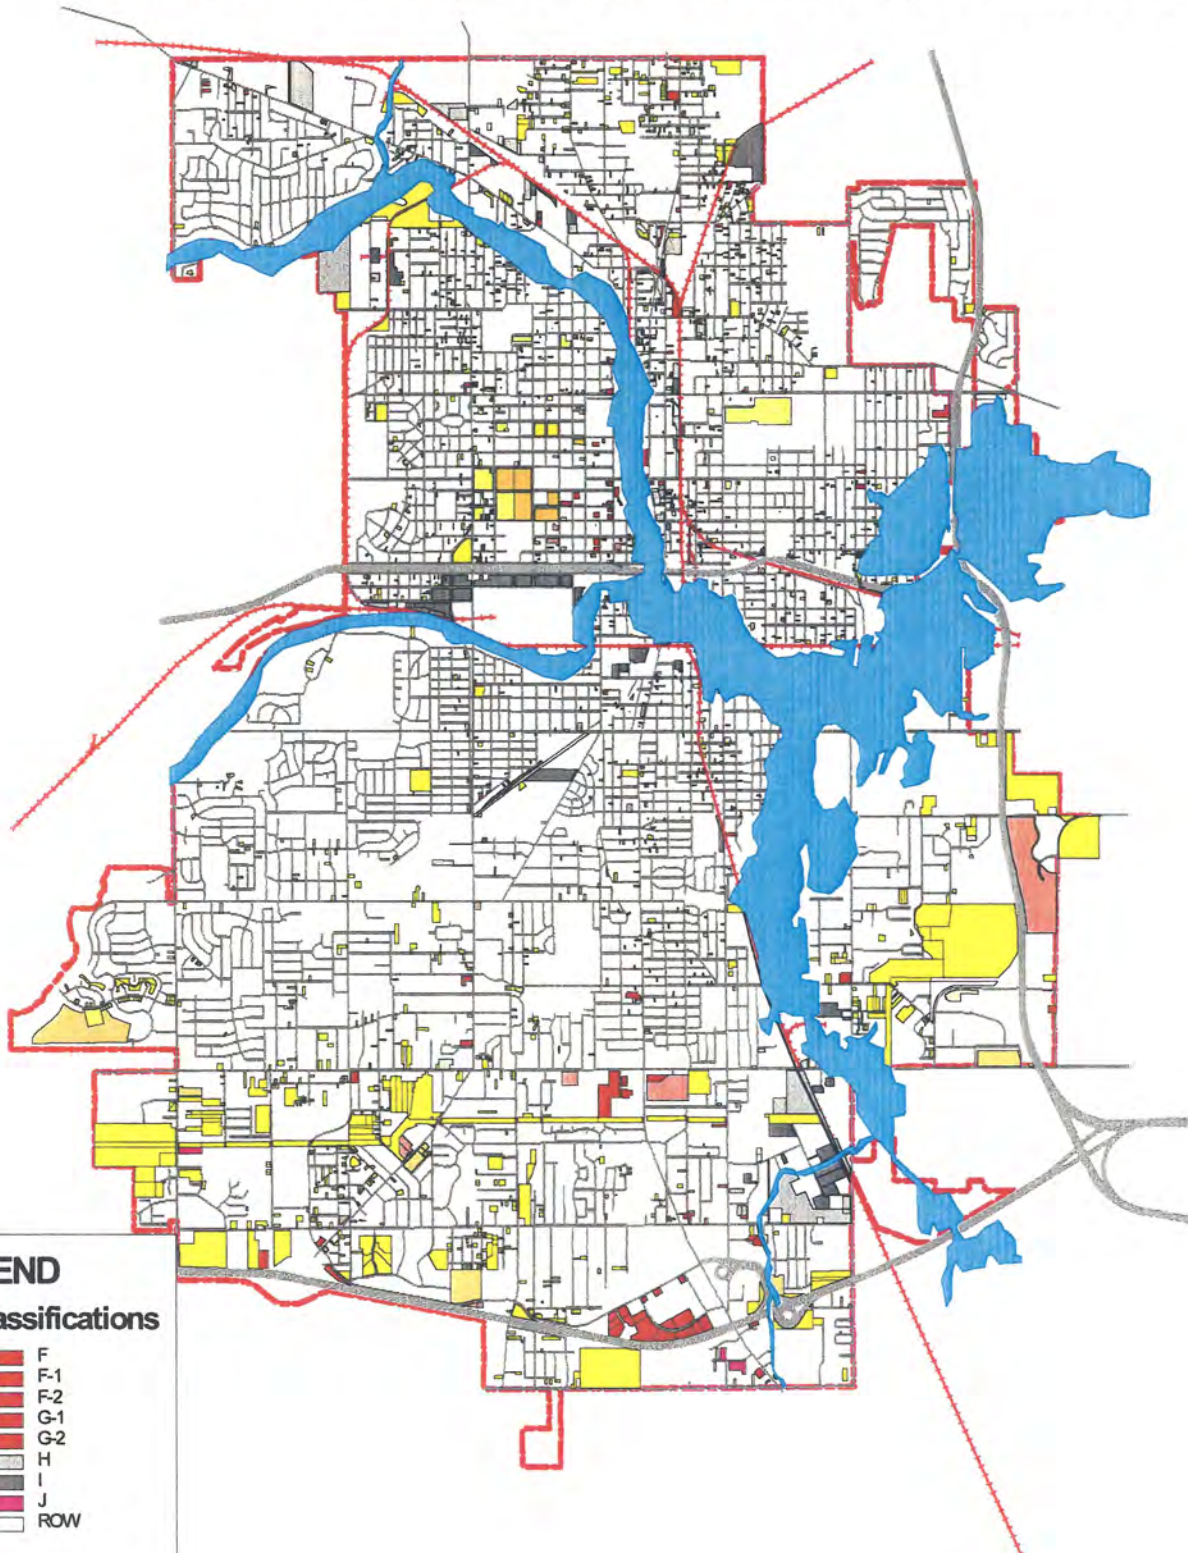 END
assifications
F
F-1
F-2
G-1
G-2
H
I
J
ROW